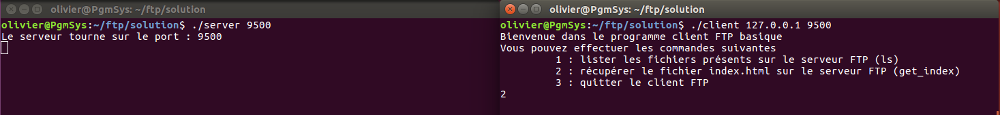 olivier@PgmSys: ~/ftp/solution
olivier@PgmSys:~/ftp/solution$ ./server 9500
Le serveur tourne sur le port : 9500
olivier@PgmSys: ~/ftp/solution
olivier@PgmSys:~/ftp/solution$ ./client 127.0.0.1 9500
Bienvenue dans le programme client FTP basique
Vous pouvez effectuer les commandes suivantes
1 : lister les fichiers présents sur le serveur FTP (ls)
2 : récupérer le fichier index.html sur le serveur FTP (get_index)
3 : quitter le client FTP
2